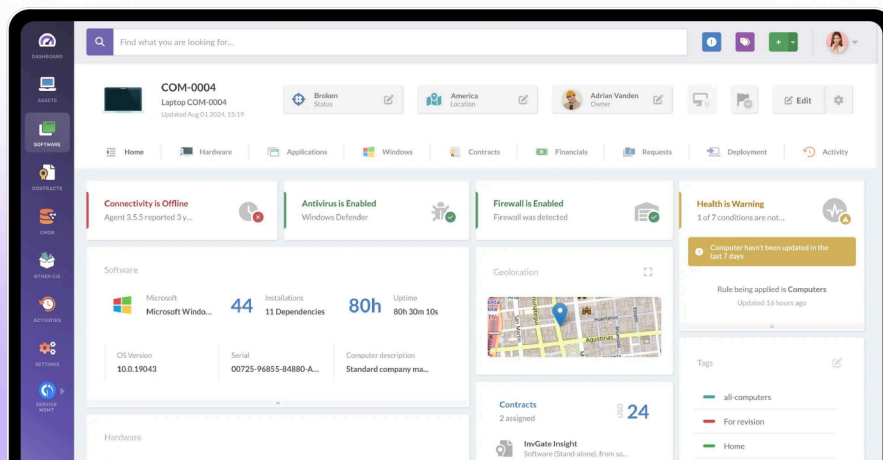 Find what you are looking for...
DASHBOARD
ASSETS
SOFTWARE
CONTRACTS
CMDB
OTHER CIS
ACTIVITIES
SETTINGS
SERVICE
MGMT
COM-0004
Laptop COM-0004
Updated Aug 01 2024, 15:19
Broken
Status
America
Location
Adrian Vanden
Owner
Edit
Home
Hardware
Applications
Windows
Contracts
Financials
Requests
Deployment
Activity
Connectivity is Offline
Agent 3.5.5 reported 3 y...
Antivirus is Enabled
Windows Defender
Firewall is Enabled
Firewall was detected
Health is Warning
1 of 7 conditions are not...
Computer hasn't been updated in the
last 7 days
Rule being applied is Computers
Updated 16 hours ago
Software
Microsoft
Microsoft Windo...
44
Installations
11 Dependencies
80h
Uptime
80h 30m 10s
OS Version
10.0.19043
Serial
00725-96855-84880-A...
Computer description
Standard company ma...
Geolocation
Huerfanos
Agustinas
Contracts
2 assigned
USD
24
InvGate Insight
Software (Stand-alone), from so...
Tags
all-computers
For revision
Home
Hardware